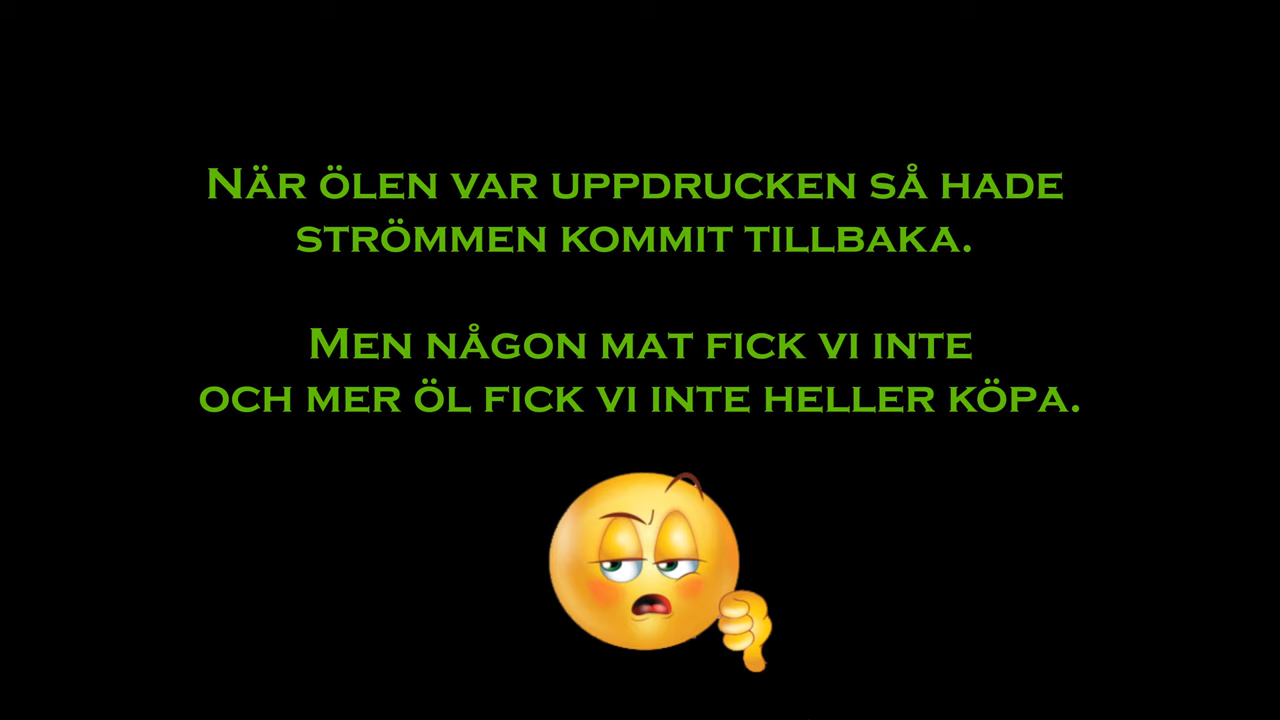 När ölen var uppdrucken så hade
strömmen kommit tillbaka.
Men någon mat fick vi inte
och mer öl fick vi inte heller köpa.